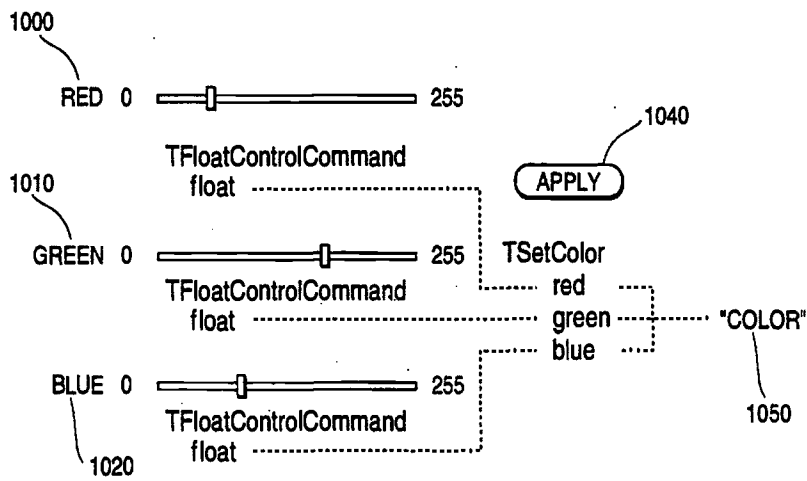 1000
RED 0 255
1040
TFloatControlCommand
float
APPLY
1010
GREEN 0 255
TSetColor
red
TFloatControlCommand
float
green
"COLOR"
blue
BLUE 0 255
1050
TFloatControlCommand
float
1020